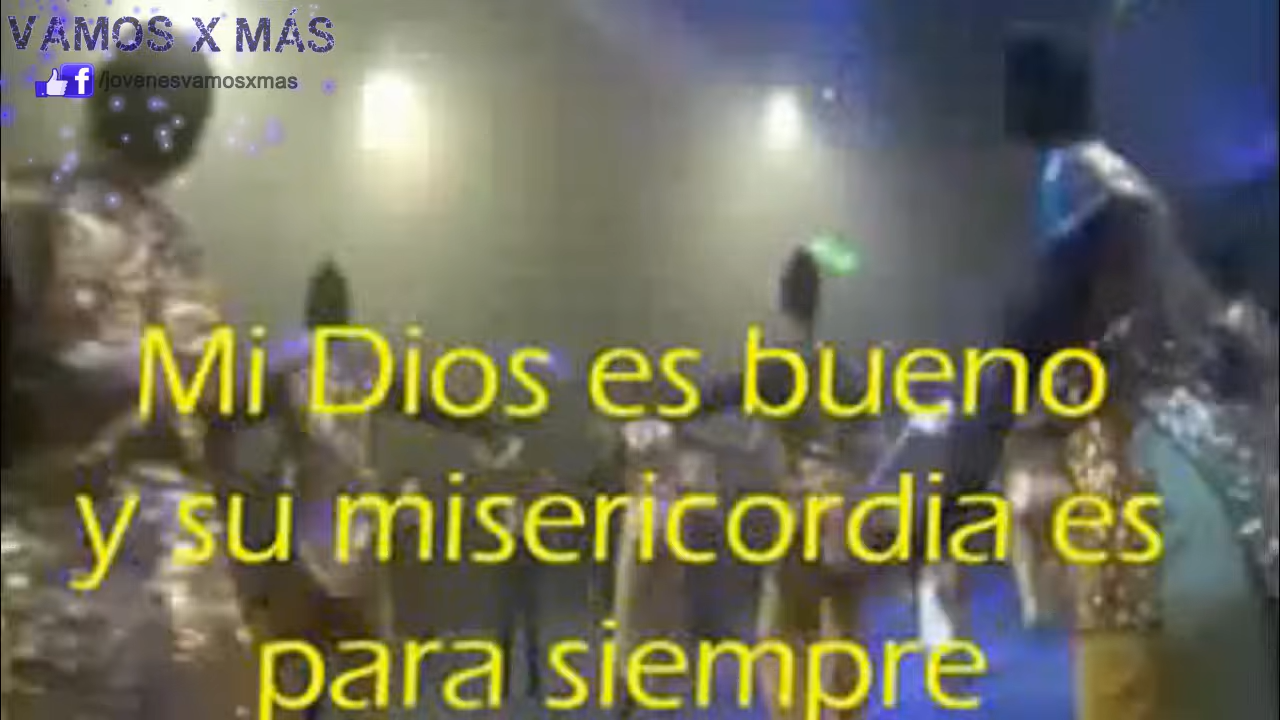 VAMOS X MÁS
f /jovenesvamosxmas
Mi Dios es bueno
y su misericordia es
para siempre